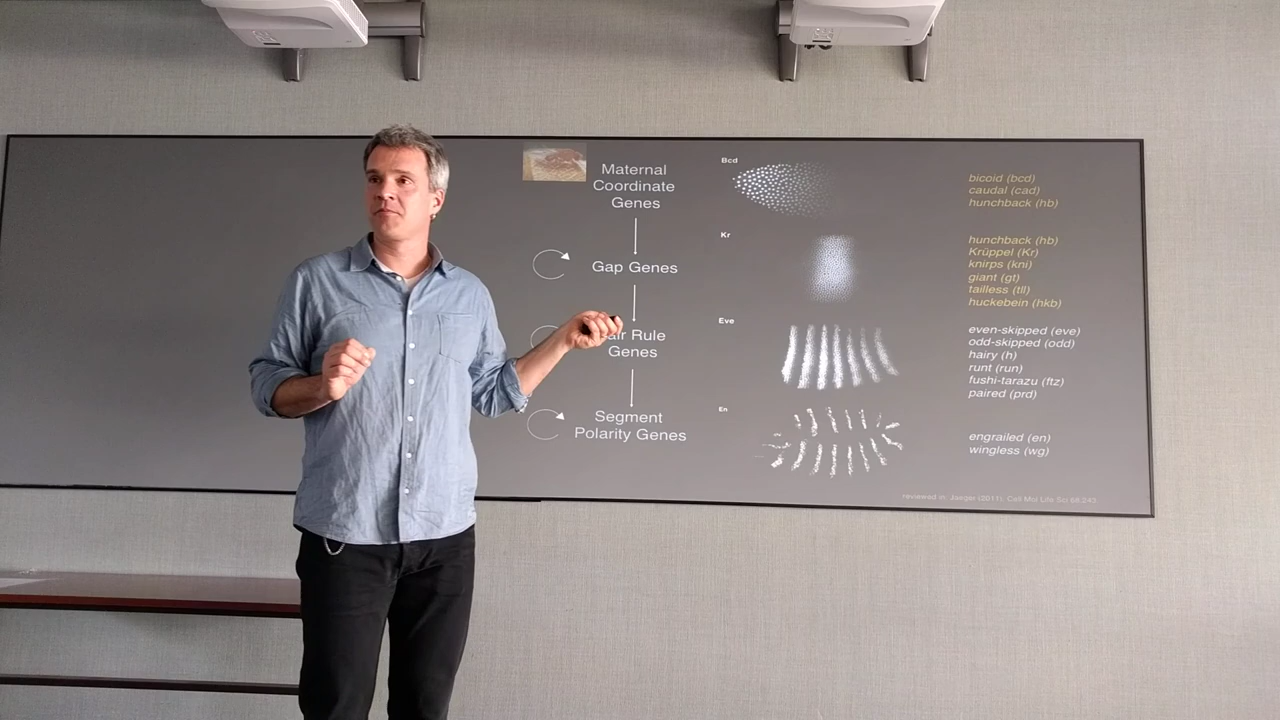 Maternal
Coordinate
Genes
Gap Genes
Rule
Genes
Segment
Polarity Genes
Bcd
Kr
Eve
En
bicoid (bcd)
caudal (cad)
hunchback (hb)
hunchback (hb)
Krüppel (Kr)
knirps (kni)
giant (gt)
tailless (tll)
huckebein (hkb)
even-skipped (eve)
odd-skipped (odd)
hairy (h)
runt (run)
fushi-tarazu (ftz)
paired (prd)
engrailed (en)
wingless (wg)
reviewed in: Jaeger (2011), Cell Mol Life Sci 68:243